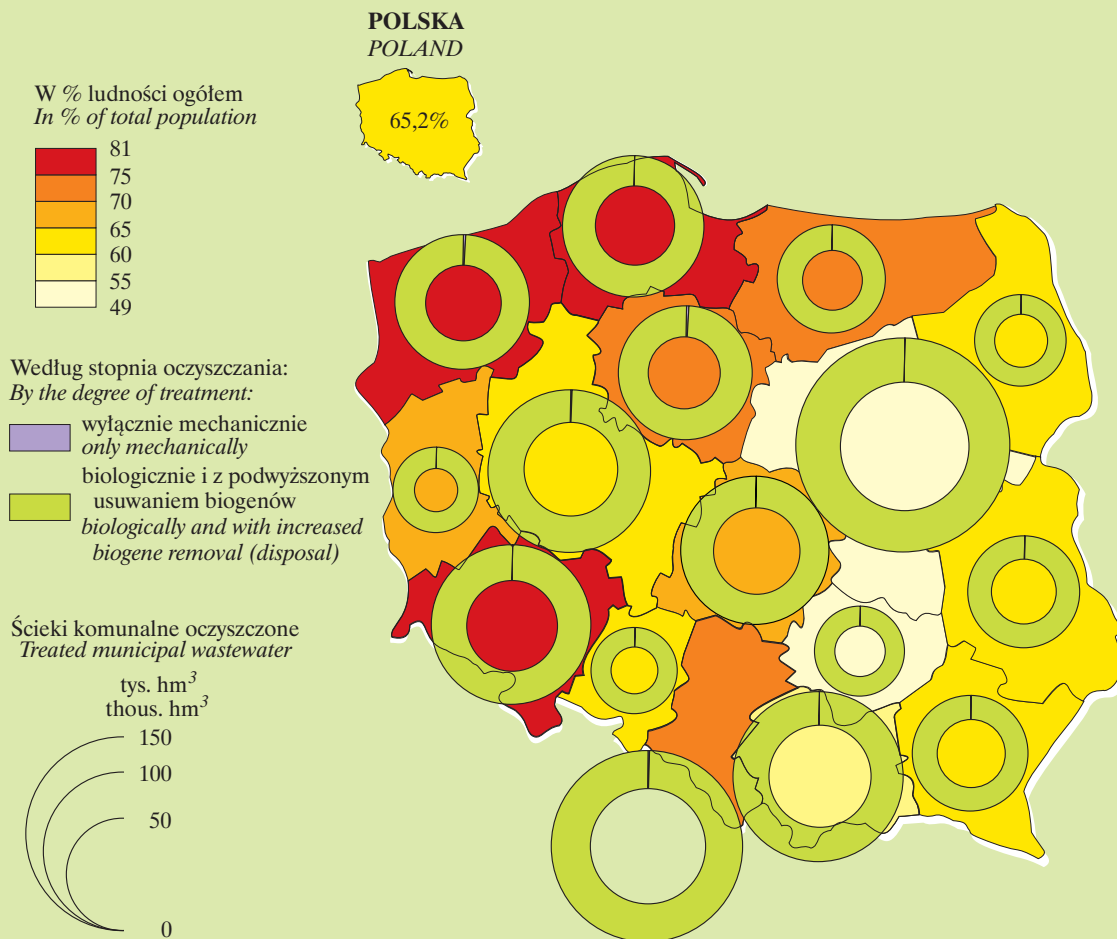 POLSKA
POLAND
65,2%
W % ludności ogółem
In % of total population
81
75
70
65
60
55
49
Według stopnia oczyszczania:
By the degree of treatment:
wyłącznie mechanicznie
only mechanically
biologicznie i z podwyższonym
usuwaniem biogenów
biologically and with increased
biogene removal (disposal)
Ścieki komunalne oczyszczone
Treated municipal wastewater
tys. hm³
thous. hm³
150
100
50
0